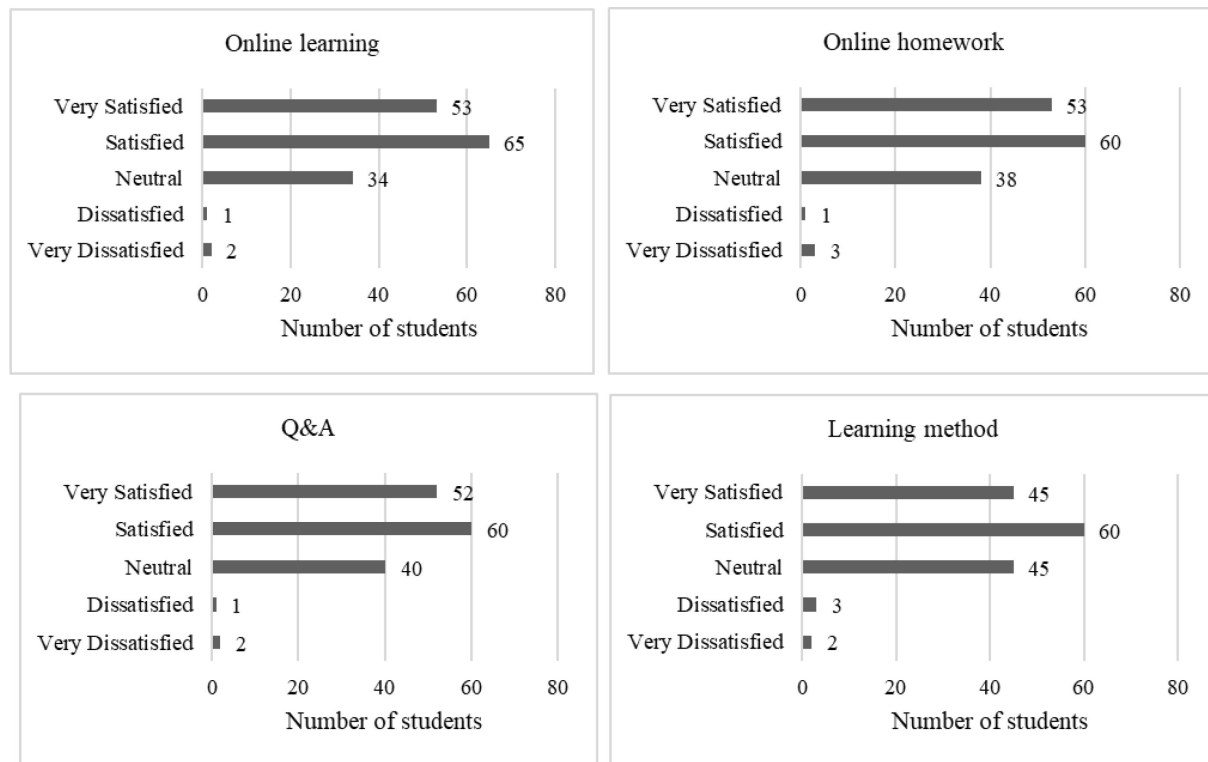 Online learning
Very Satisfied 53
Satisfied 65
Neutral 34
Dissatisfied 1
Very Dissatisfied 2
0 20 40 60 80
Number of students
Online homework
Very Satisfied 53
Satisfied 60
Neutral 38
Dissatisfied 1
Very Dissatisfied 3
0 20 40 60 80
Number of students
Q&A
Very Satisfied 52
Satisfied 60
Neutral 40
Dissatisfied 1
Very Dissatisfied 2
0 20 40 60 80
Number of students
Learning method
Very Satisfied 45
Satisfied 60
Neutral 45
Dissatisfied 3
Very Dissatisfied 2
0 20 40 60 80
Number of students